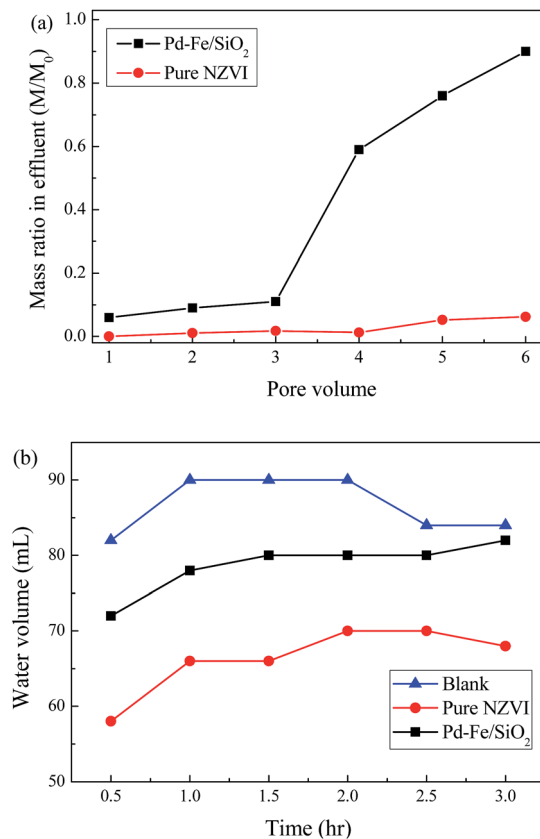 (a)
Pd-Fe/SiO₂
Pure NZVI
Mass ratio in effluent (M/M₀)
1.0
0.8
0.6
0.4
0.2
0.0
1 2 3 4 5 6
Pore volume
(b)
Water volume (mL)
90
80
70
60
50
Blank
Pure NZVI
Pd-Fe/SiO₂
0.5 1.0 1.5 2.0 2.5 3.0
Time (hr)